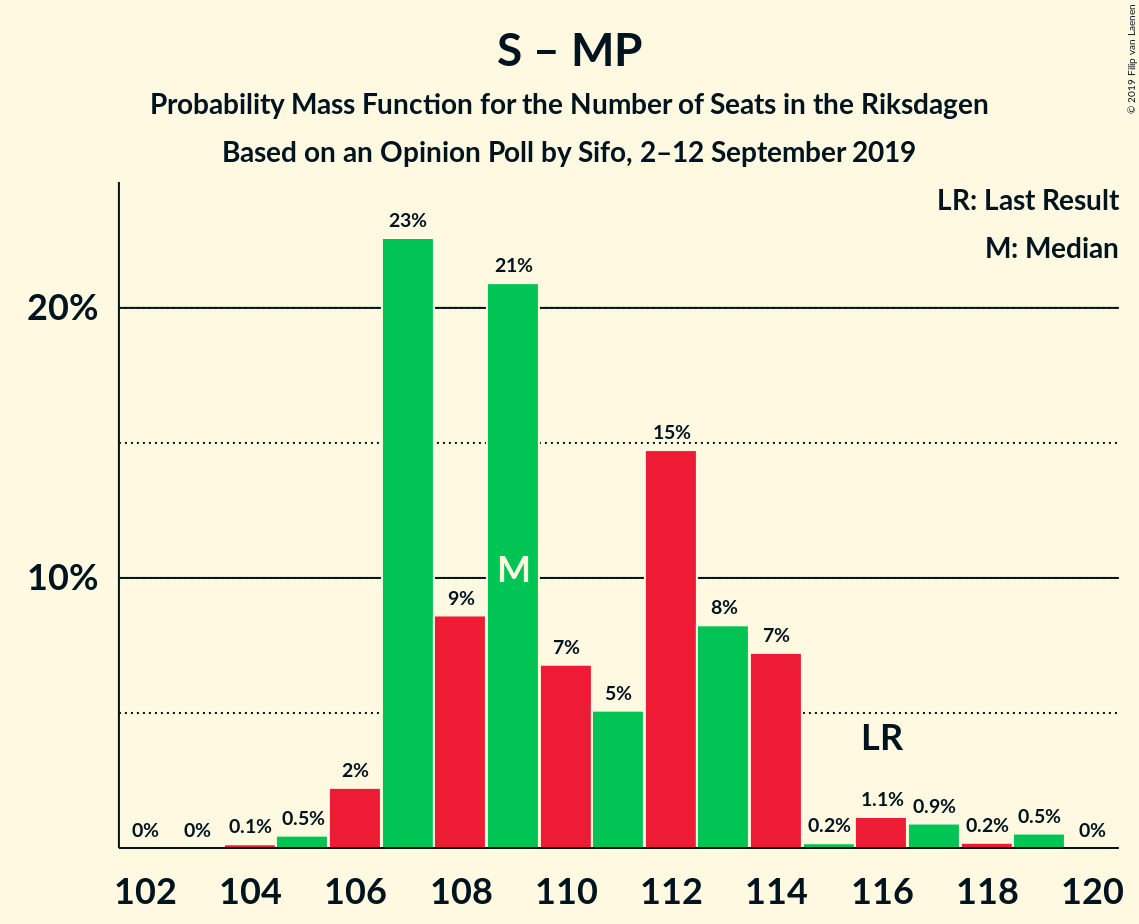 S – MP
Probability Mass Function for the Number of Seats in the Riksdagen
Based on an Opinion Poll by Sifo, 2–12 September 2019
© 2019 Filip van Laenen
LR: Last Result
M: Median
20%
10%
0%
0%
0.1%
0.5%
2%
23%
9%
21%
7%
5%
15%
8%
7%
0.2%
1.1%
0.9%
0.2%
0.5%
0%
M
LR
102 104 106 108 110 112 114 116 118 120